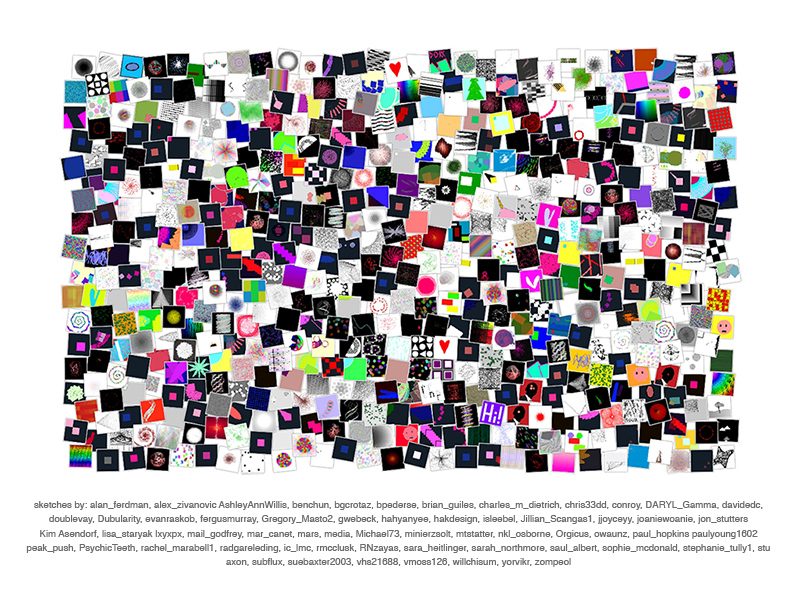 Hi!
sketches by: alan_ferdman, alex_zivanovic AshleyAnnWillis, benchun, bgcrotaz, bpederse, brian_guiles, charles_m_dietrich, chris33dd, conroy, DARYL_Gamma, davidedc,
doublevay, Dubularity, evanraskob, fergusmurray, Gregory_Masto2, gwebeck, hahyanyee, hakdesign, isleebel, Jillian_Scangas1, jjoyceyy, joaniewoanie, jon_stutters
Kim Asendorf, lisa_staryak lxyxpx, mail_godfrey, mar_canet, mars, media, Michael73, minierzsolt, mtstatter, nkl_osborne, Orgicus, owaunz, paul_hopkins paulyoung1602
peak_push, PsychicTeeth, rachel_marabell1, radgareleding, ic_lmc, rmcclusk, RNzayas, sara_heitlinger, sarah_northmore, saul_albert, sophie_mcdonald, stephanie_tully1, stu
axon, subflux, suebaxter2003, vhs21688, vmoss126, willchisum, yorvikr, zompeol